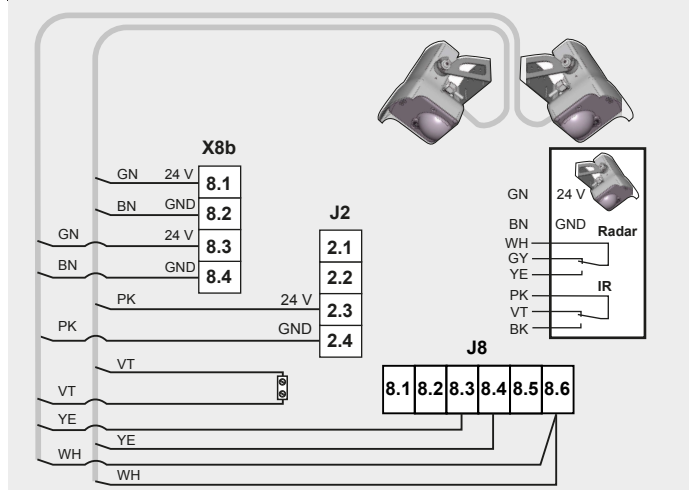 X8b
GN 24 V 8.1
BN GND 8.2
GN 24 V 8.3
BN GND 8.4
J2
2.1
2.2
PK 24 V 2.3
PK GND 2.4
VT
VT
YE
YE
WH
WH
J8
8.1 8.2 8.3 8.4 8.5 8.6
GN 24 V
BN GND
Radar
WH
GY
YE
IR
PK
VT
BK